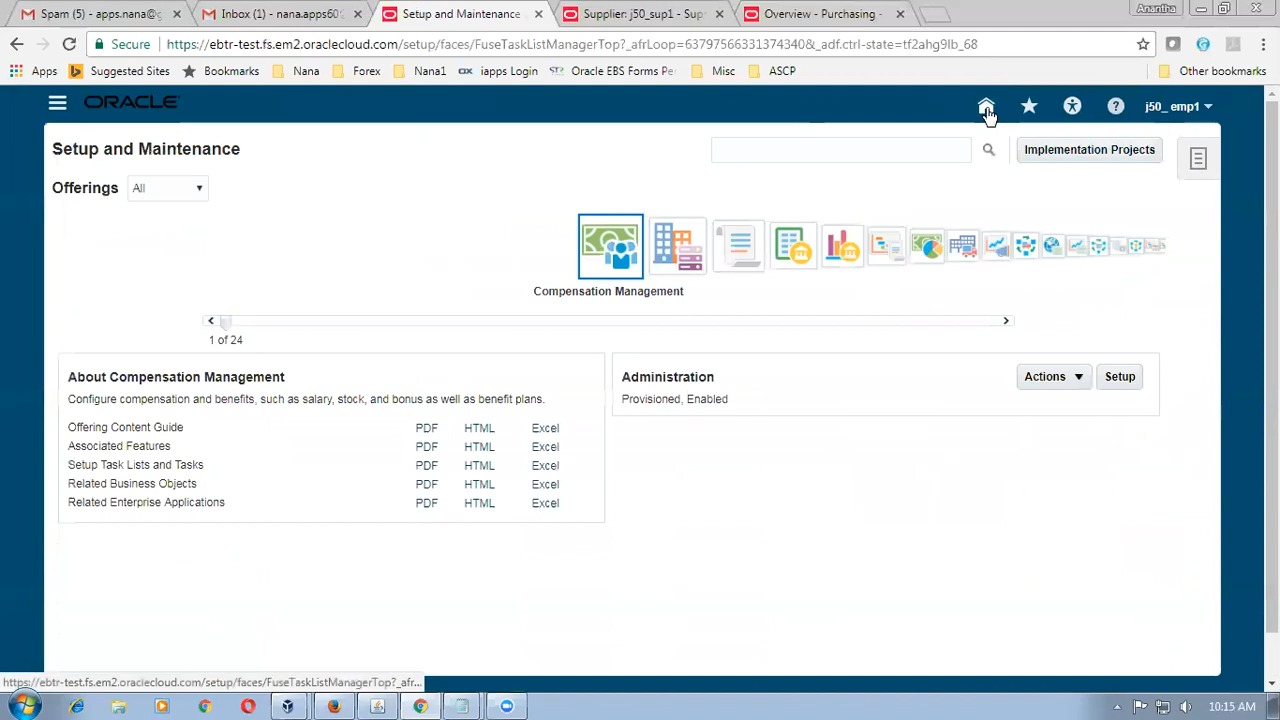 Spam (5) - appsnana@g
Inbox (1) - nana.apps60
Setup and Maintenance
Supplier: j50_sup1 - Sup
Overview - Purchasing -
Anantha
Secure
https://ebtr-test.fs.em2.oraclecloud.com/setup/faces/FuseTaskListManagerTop?_afrLoop=637975663313743​40&_adf.ctrl-state=tf2ahg9lb_68
Apps
Suggested Sites
Bookmarks
Nana
Forex
Nana1
iapps Login
Oracle EBS Forms Per
Misc
ASCP
Other bookmarks
ORACLE
j50_ emp1
Setup and Maintenance
Implementation Projects
Offerings
All
Compensation Management
1 of 24
About Compensation Management
Configure compensation and benefits, such as salary, stock, and bonus as well as benefit plans.
Offering Content Guide PDF HTML Excel
Associated Features PDF HTML Excel
Setup Task Lists and Tasks PDF HTML Excel
Related Business Objects PDF HTML Excel
Related Enterprise Applications PDF HTML Excel
Administration
Actions
Setup
Provisioned, Enabled
https://ebtr-test.fs.em2.oraclecloud.com/setup/faces/FuseTaskListManagerTop?_afr...
10:15 AM